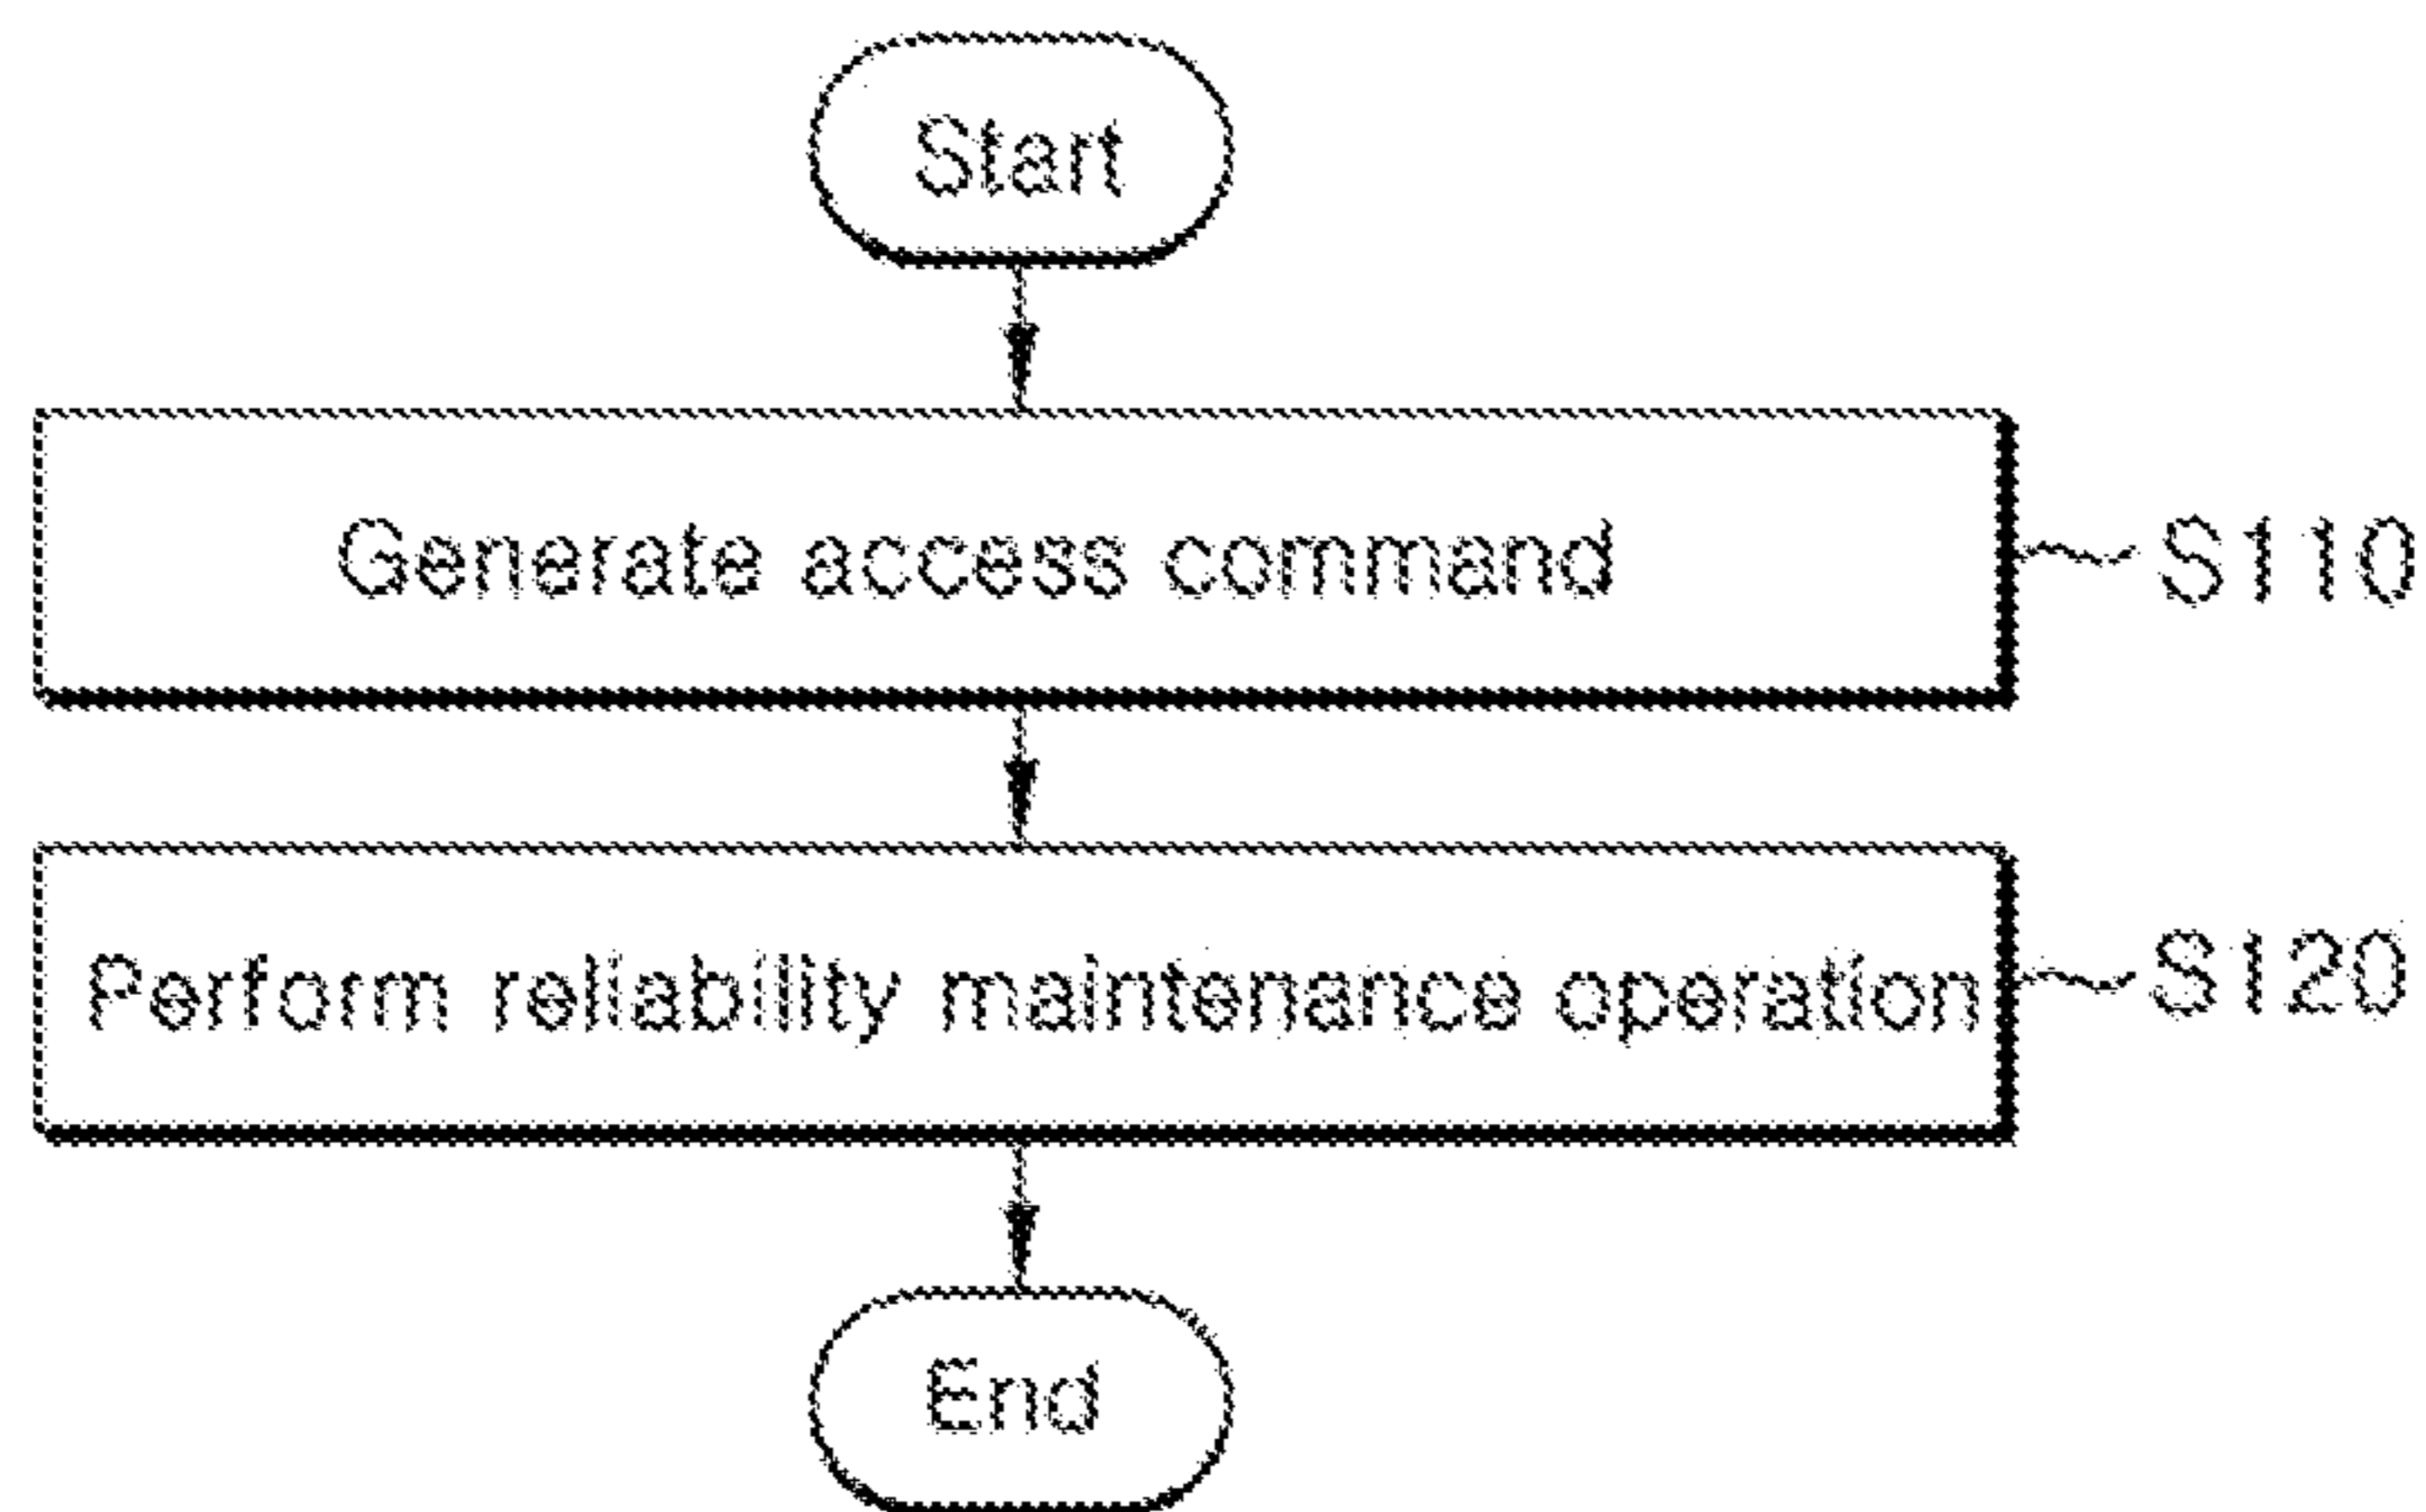 Start
Generate access command
S110
Perform reliability maintenance operation
S120
End